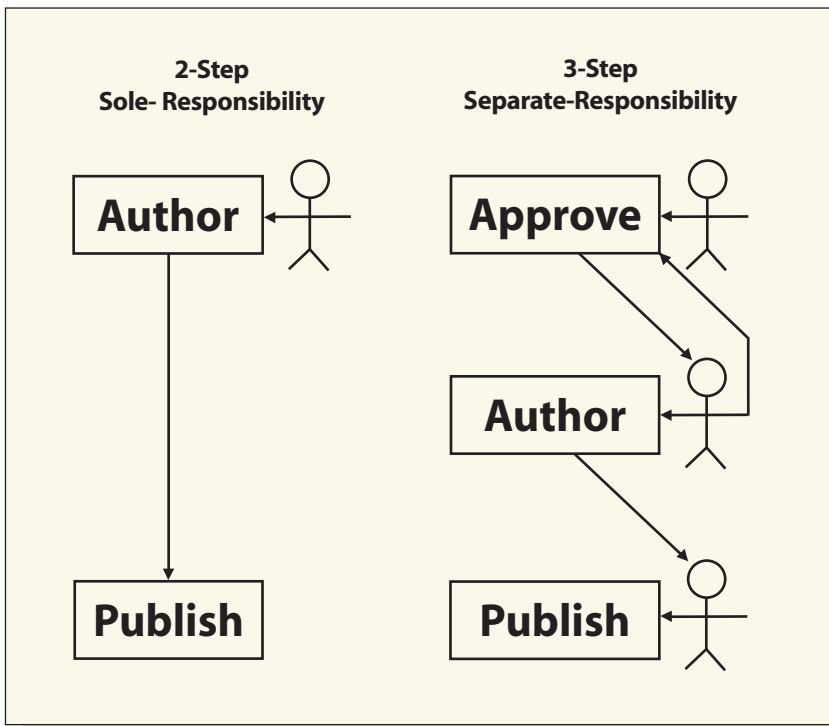 2-Step
Sole- Responsibility
Author
Publish
3-Step
Separate-Responsibility
Approve
Author
Publish